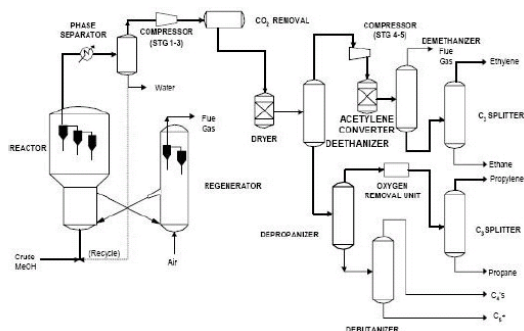 PHASE
SEPARATOR
COMPRESSOR
(STG 1-3)
CO₂ REMOVAL
COMPRESSOR
(STG 4-5)
DEMETHANIZER
Flue
Gas
Ethylene
Water
Flue
Gas
DRYER
ACETYLENE
CONVERTER
DEETHANIZER
C₂ SPLITTER
Ethane
REACTOR
REGENERATOR
OXYGEN
REMOVAL UNIT
Propylene
C₃ SPLITTER
DEPROPANIZER
Crude
MeOH
(Recycle)
Air
Propane
C₄'s
C₅+
DEBUTANIZER